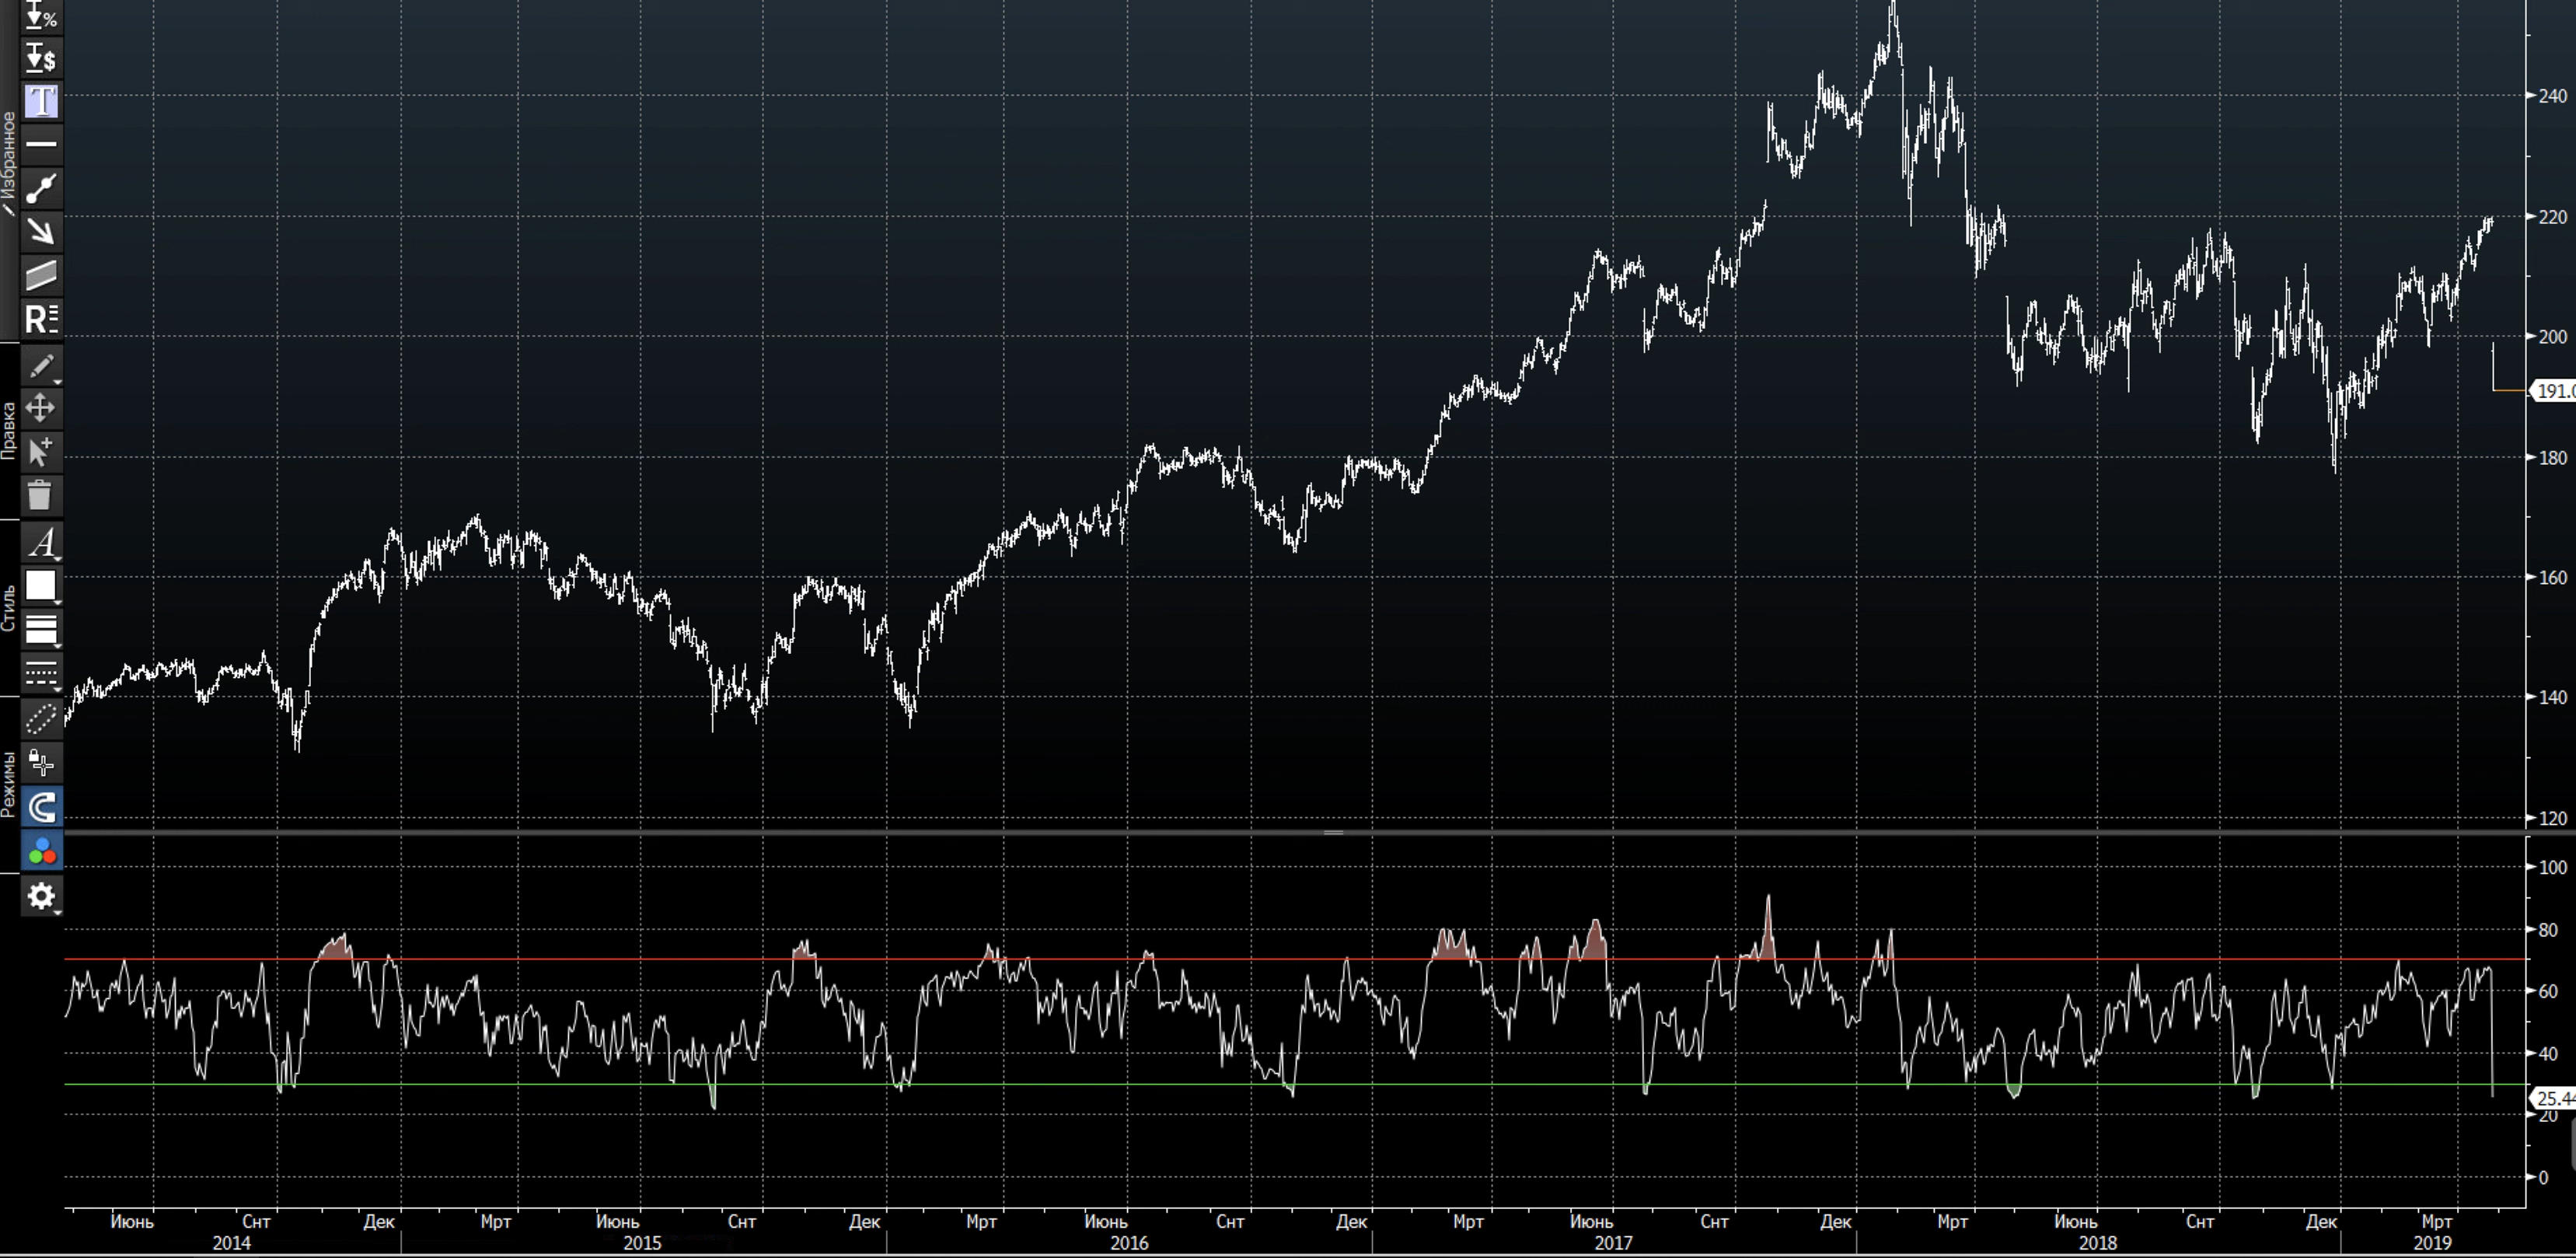 %
$
T
R
A
Избранное
Правка
Стиль
Режимы
240
220
200
191.0
180
160
140
120
100
80
60
40
25.44
20
0
Июнь Снт Дек Мрт Июнь Снт Дек Мрт Июнь Снт Дек Мрт Июнь Снт Дек Мрт Июнь Снт Дек Мрт
2014 2015 2016 2017 2018 2019